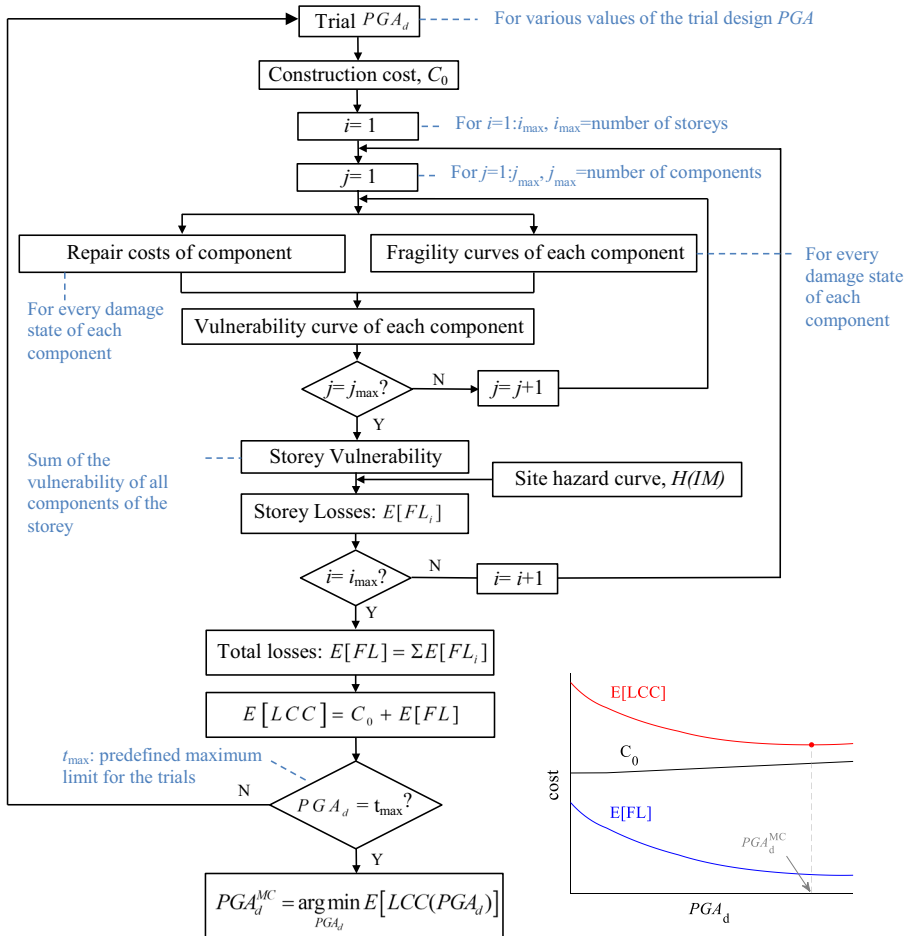 Trial PGA_d
For various values of the trial design PGA
Construction cost, C_0
i= 1
For i=1:i_max, i_max=number of storeys
j= 1
For j=1:j_max, j_max=number of components
Repair costs of component
Fragility curves of each component
For every
damage state
of each
component
For every damage
state of each
component
Vulnerability curve of each component
j= j_max?
N
j= j+1
Y
Storey Vulnerability
Sum of the
vulnerability of all
components of the
storey
Site hazard curve, H(IM)
Storey Losses: E[FL_i]
i= i_max?
N
i= i+1
Y
Total losses: E[FL] = ΣE[FL_i]
E[LCC] = C_0 + E[FL]
t_max: predefined maximum
limit for the trials
N
PGA_d = t_max?
Y
PGA_d^MC = arg min E[LCC(PGA_d)]
PGA_d
E[LCC]
C_0
cost
E[FL]
PGA_d^MC
PGA_d